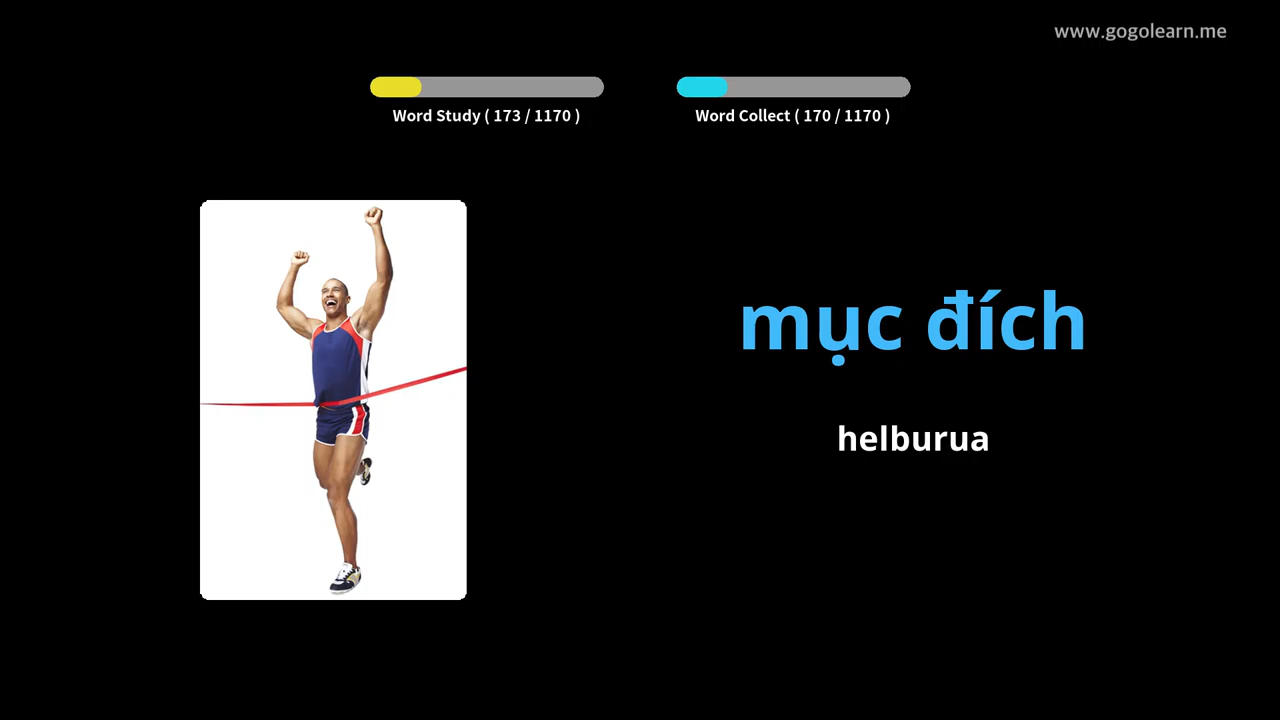 www.gogolearn.me
Word Study ( 173 / 1170 )
Word Collect ( 170 / 1170 )
mục đích
helburua